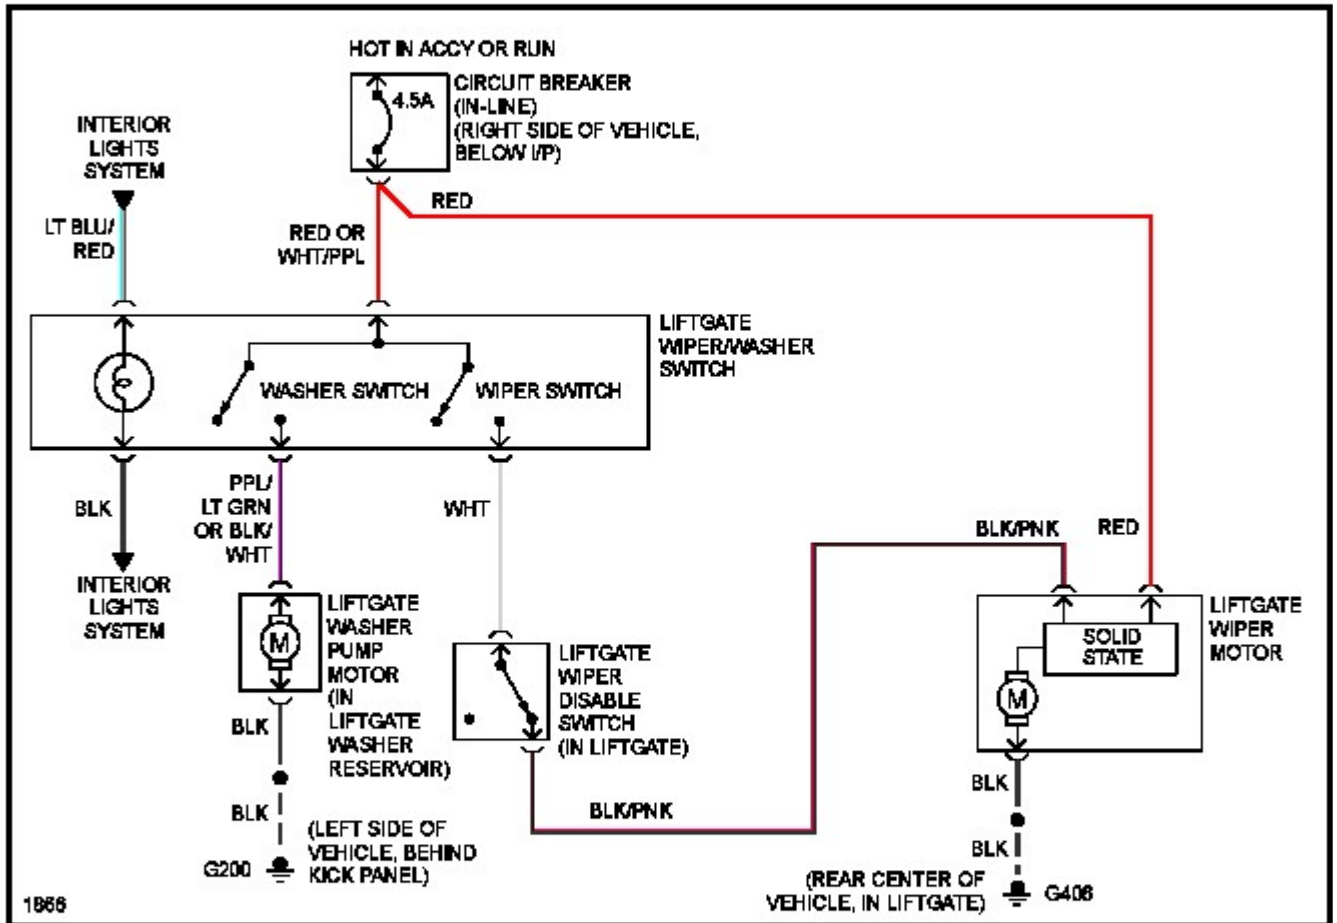 HOT IN ACCY OR RUN
4.5A
CIRCUIT BREAKER
(IN-LINE)
(RIGHT SIDE OF VEHICLE,
BELOW I/P)
INTERIOR
LIGHTS
SYSTEM
LT BLU/
RED
RED OR
WHT/PPL
RED
LIFTGATE
WIPER/WASHER
SWITCH
WASHER SWITCH
WIPER SWITCH
BLK
INTERIOR
LIGHTS
SYSTEM
PPL/
LT GRN
OR BLK/
WHT
WHT
BLK/PNK
RED
M
LIFTGATE
WASHER
PUMP
MOTOR
(IN
LIFTGATE
WASHER
RESERVOIR)
LIFTGATE
WIPER
DISABLE
SWITCH
(IN LIFTGATE)
SOLID
STATE
M
LIFTGATE
WIPER
MOTOR
BLK
BLK
G200
(LEFT SIDE OF
VEHICLE, BEHIND
KICK PANEL)
BLK/PNK
BLK
BLK
(REAR CENTER OF
VEHICLE, IN LIFTGATE)
G406
1866